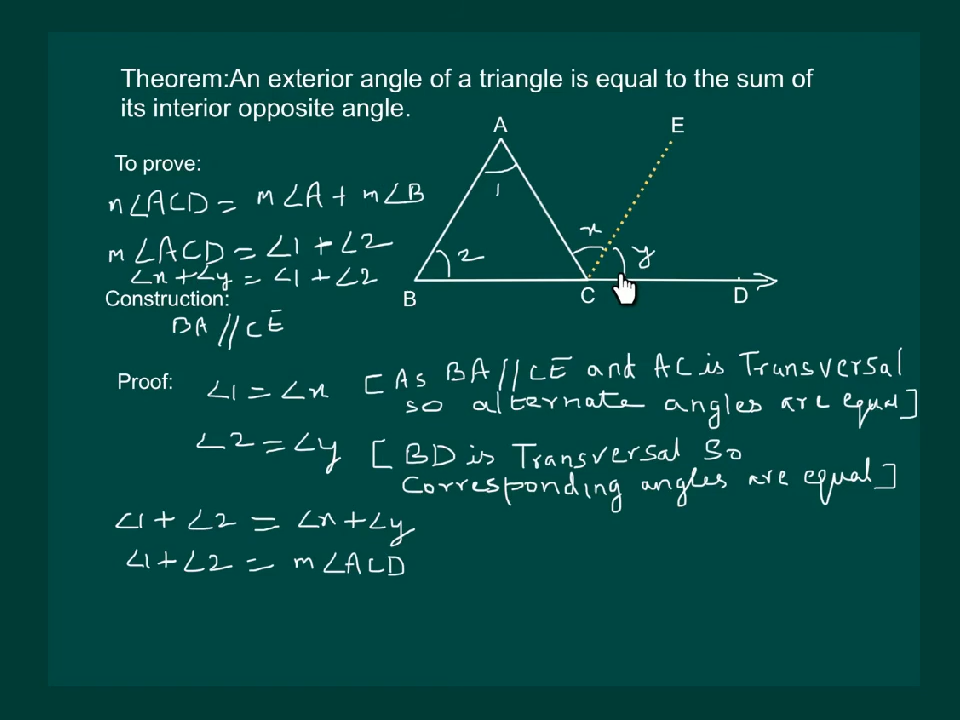 Theorem:An exterior angle of a triangle is equal to the sum of
its interior opposite angle.
A
E
To prove:
m∠ACD = m∠A + m∠B
1
m∠ACD = ∠1 + ∠2
∠x + ∠y = ∠1 + ∠2
2
x
y
Construction:
B
C
D
BA // CE
Proof:
∠1 = ∠x [ As BA // CE and AC is Transversal
so alternate angles are equal ]
∠2 = ∠y [ BD is Transversal So
corresponding angles are equal ]
∠1 + ∠2 = ∠x + ∠y
∠1 + ∠2 = m∠ACD